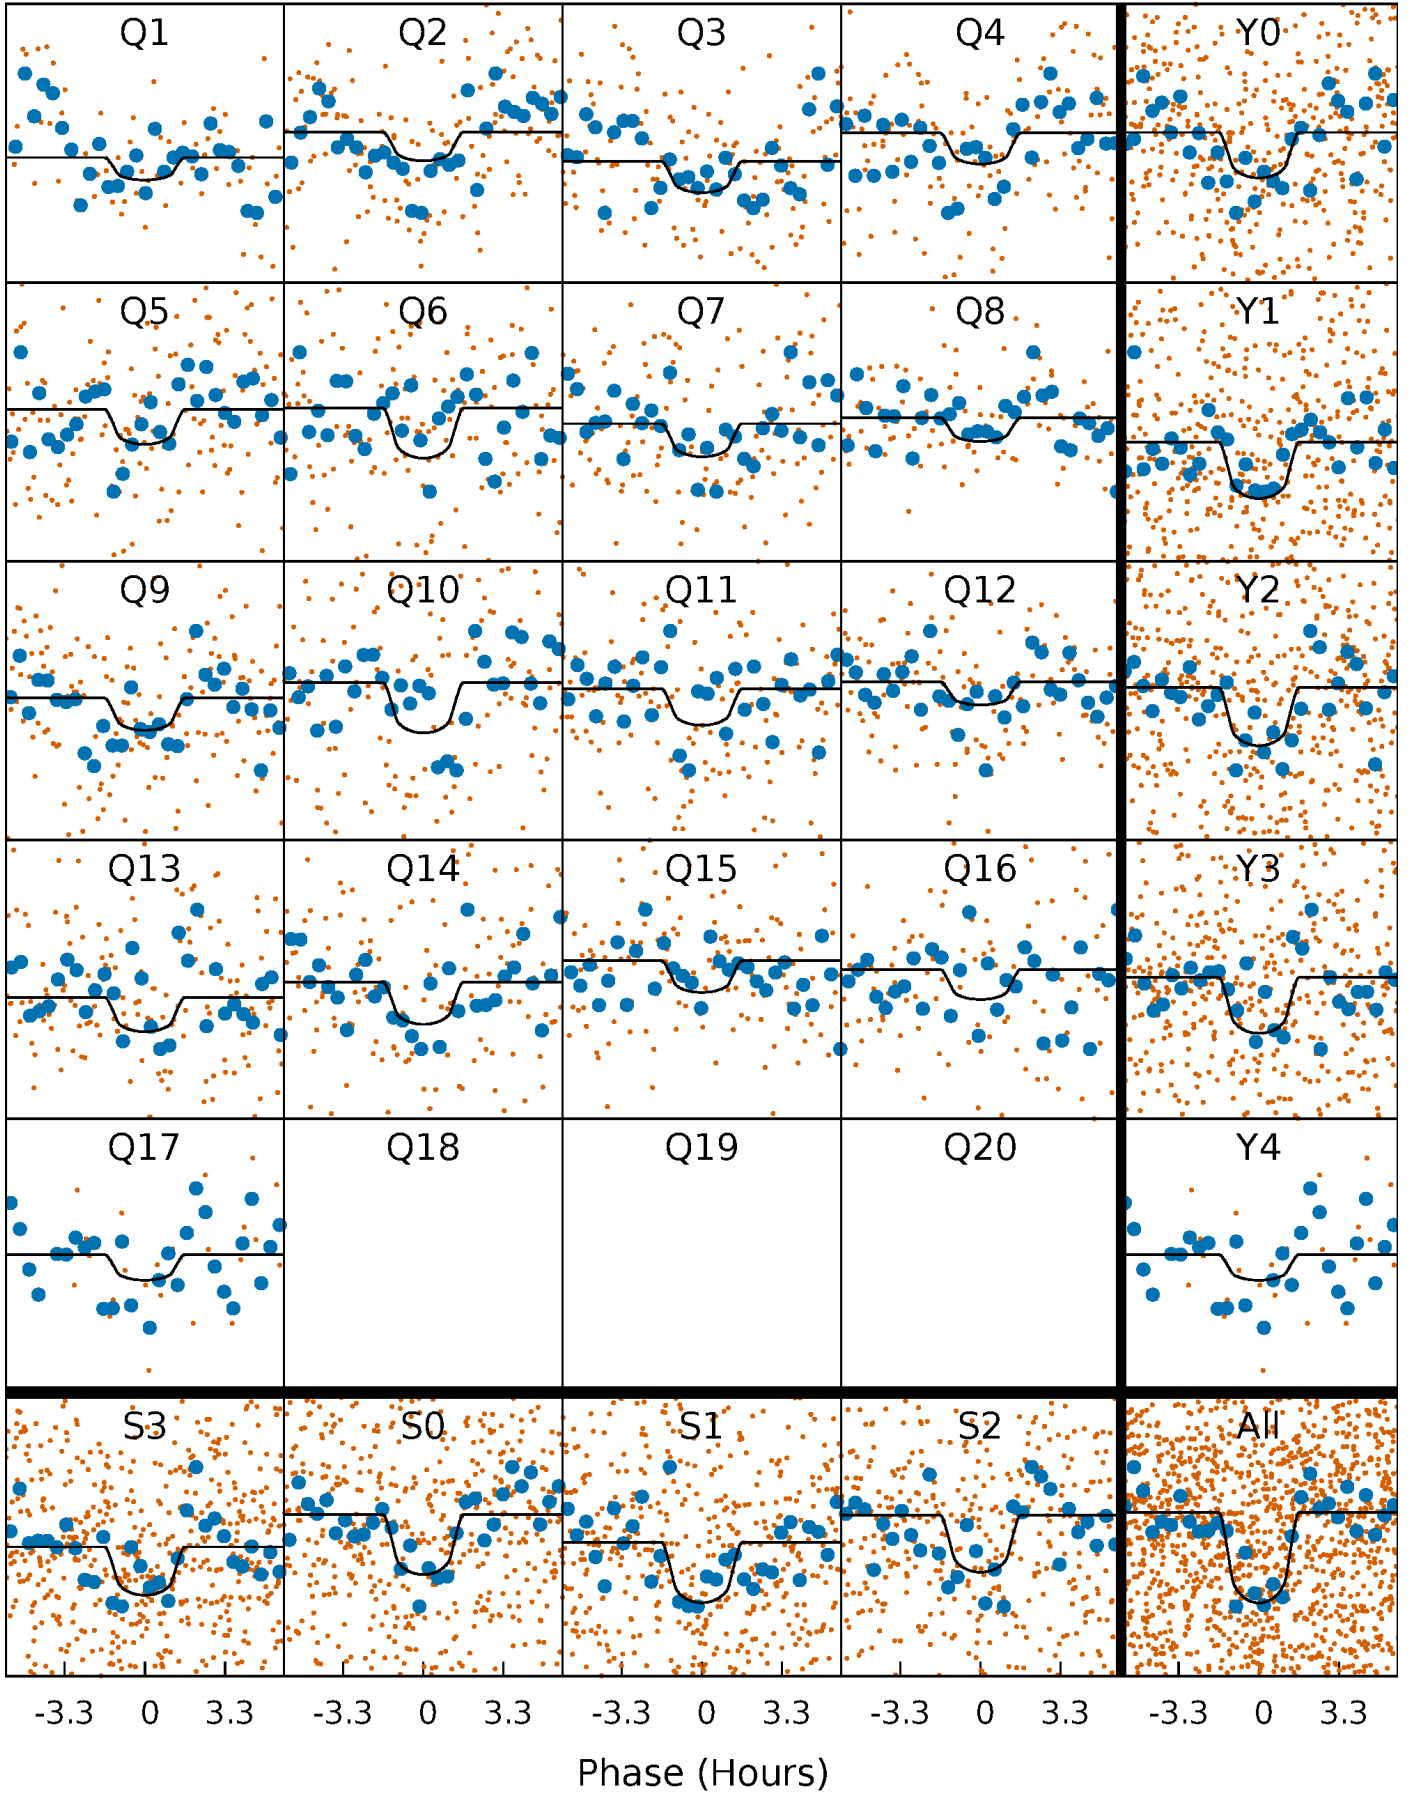 Q1 Q2 Q3 Q4 Y0
Q5 Q6 Q7 Q8 Y1
Q9 Q10 Q11 Q12 Y2
Q13 Q14 Q15 Q16 Y3
Q17 Q18 Q19 Q20 Y4
S3 S0 S1 S2 All
-3.3 0 3.3 -3.3 0 3.3 -3.3 0 3.3 -3.3 0 3.3 -3.3 0 3.3
Phase (Hours)